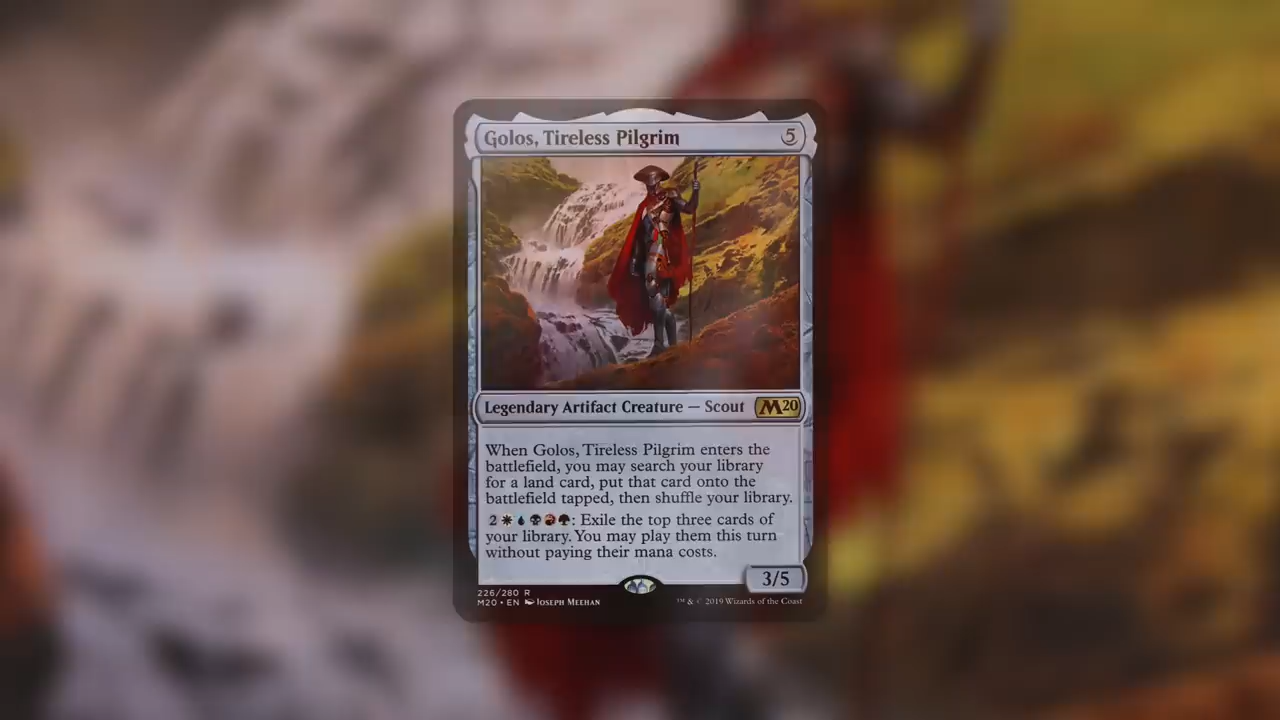 Golos, Tireless Pilgrim 5
Legendary Artifact Creature — Scout M20
When Golos, Tireless Pilgrim enters the
battlefield, you may search your library
for a land card, put that card onto the
battlefield tapped, then shuffle your library.
2: Exile the top three cards of
your library. You may play them this turn
without paying their mana costs.
3/5
226/280 R
M20 • EN Joseph Meehan
™ & © 2019 Wizards of the Coast